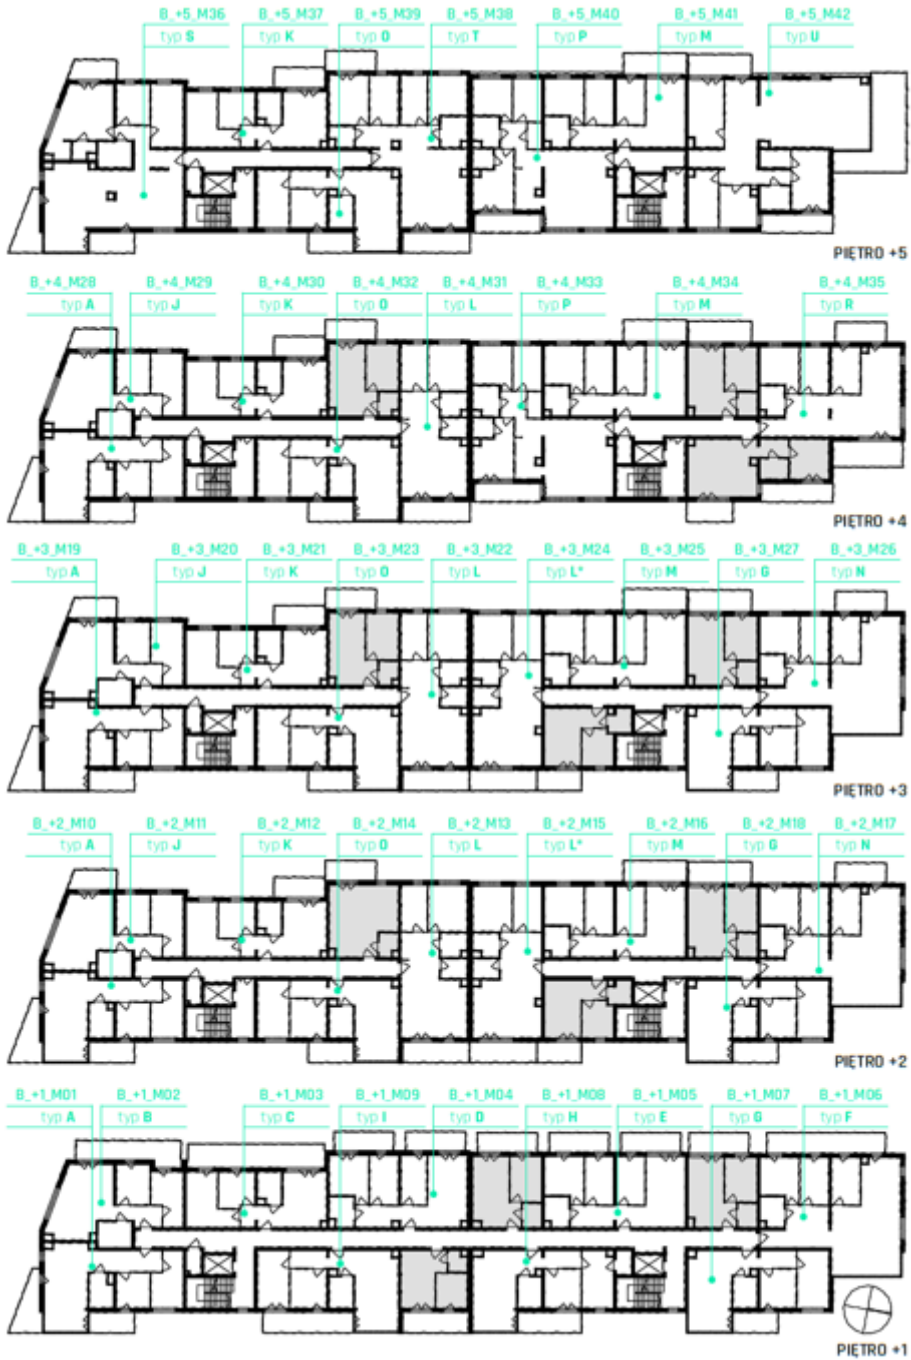 B_+5_M36 B_+5_M37 B_+5_M39 B_+5_M38 B_+5_M40 B_+5_M41 B_+5_M42
typ S typ K typ O typ T typ P typ M typ U
PIĘTRO +5
B_+4_M28 B_+4_M29 B_+4_M30 B_+4_M32 B_+4_M31 B_+4_M33 B_+4_M34 B_+4_M35
typ A typ J typ K typ O typ L typ P typ M typ R
PIĘTRO +4
B_+3_M19 B_+3_M20 B_+3_M21 B_+3_M23 B_+3_M22 B_+3_M24 B_+3_M25 B_+3_M27 B_+3_M26
typ A typ J typ K typ O typ L typ L* typ M typ G typ N
PIĘTRO +3
B_+2_M10 B_+2_M11 B_+2_M12 B_+2_M14 B_+2_M13 B_+2_M15 B_+2_M16 B_+2_M18 B_+2_M17
typ A typ J typ K typ O typ L typ L* typ M typ G typ N
PIĘTRO +2
B_+1_M01 B_+1_M02 B_+1_M03 B_+1_M09 B_+1_M04 B_+1_M08 B_+1_M05 B_+1_M07 B_+1_M06
typ A typ B typ C typ I typ D typ H typ E typ G typ F
PIĘTRO +1